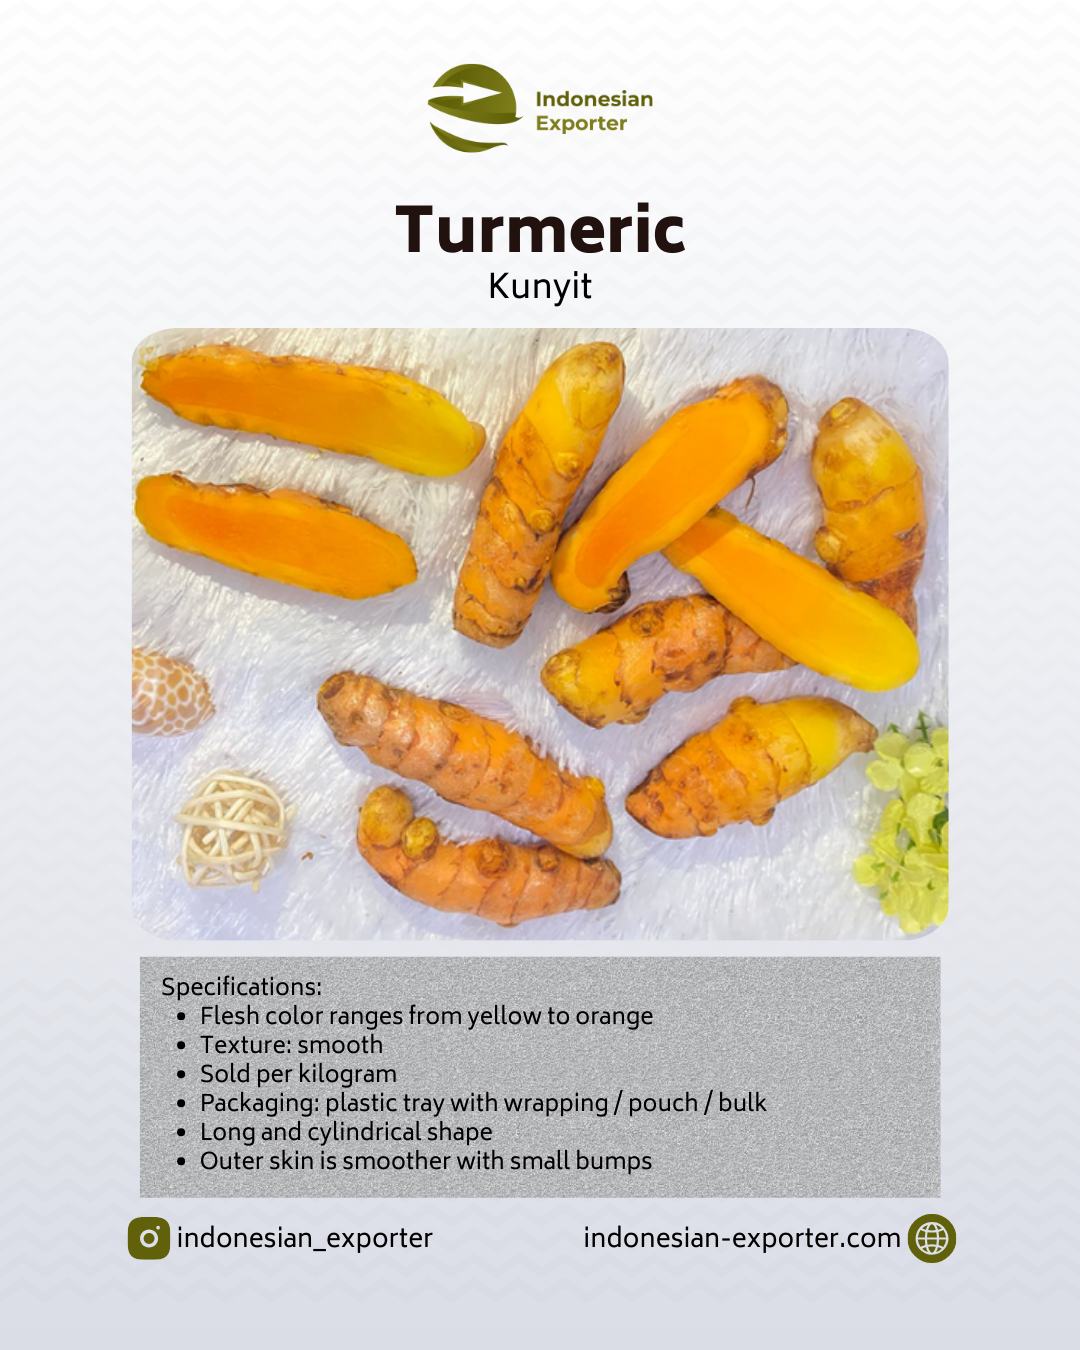 Indonesian
Exporter
Turmeric
Kunyit
Specifications:
• Flesh color ranges from yellow to orange
• Texture: smooth
• Sold per kilogram
• Packaging: plastic tray with wrapping / pouch / bulk
• Long and cylindrical shape
• Outer skin is smoother with small bumps
indonesian_exporter
indonesian-exporter.com